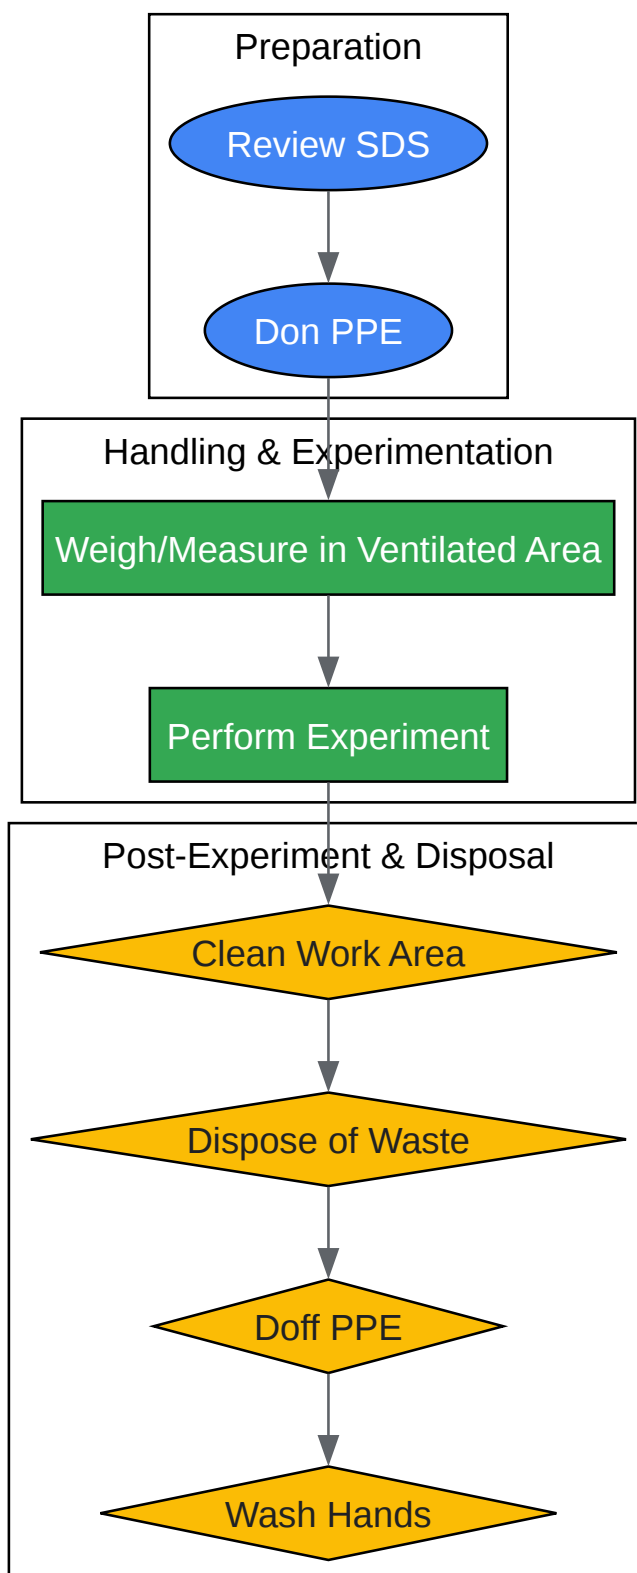 Preparation
Review SDS
Don PPE
Handling & Experimentation
Weigh/Measure in Ventilated Area
Perform Experiment
Post-Experiment & Disposal
Clean Work Area
Dispose of Waste
Doff PPE
Wash Hands